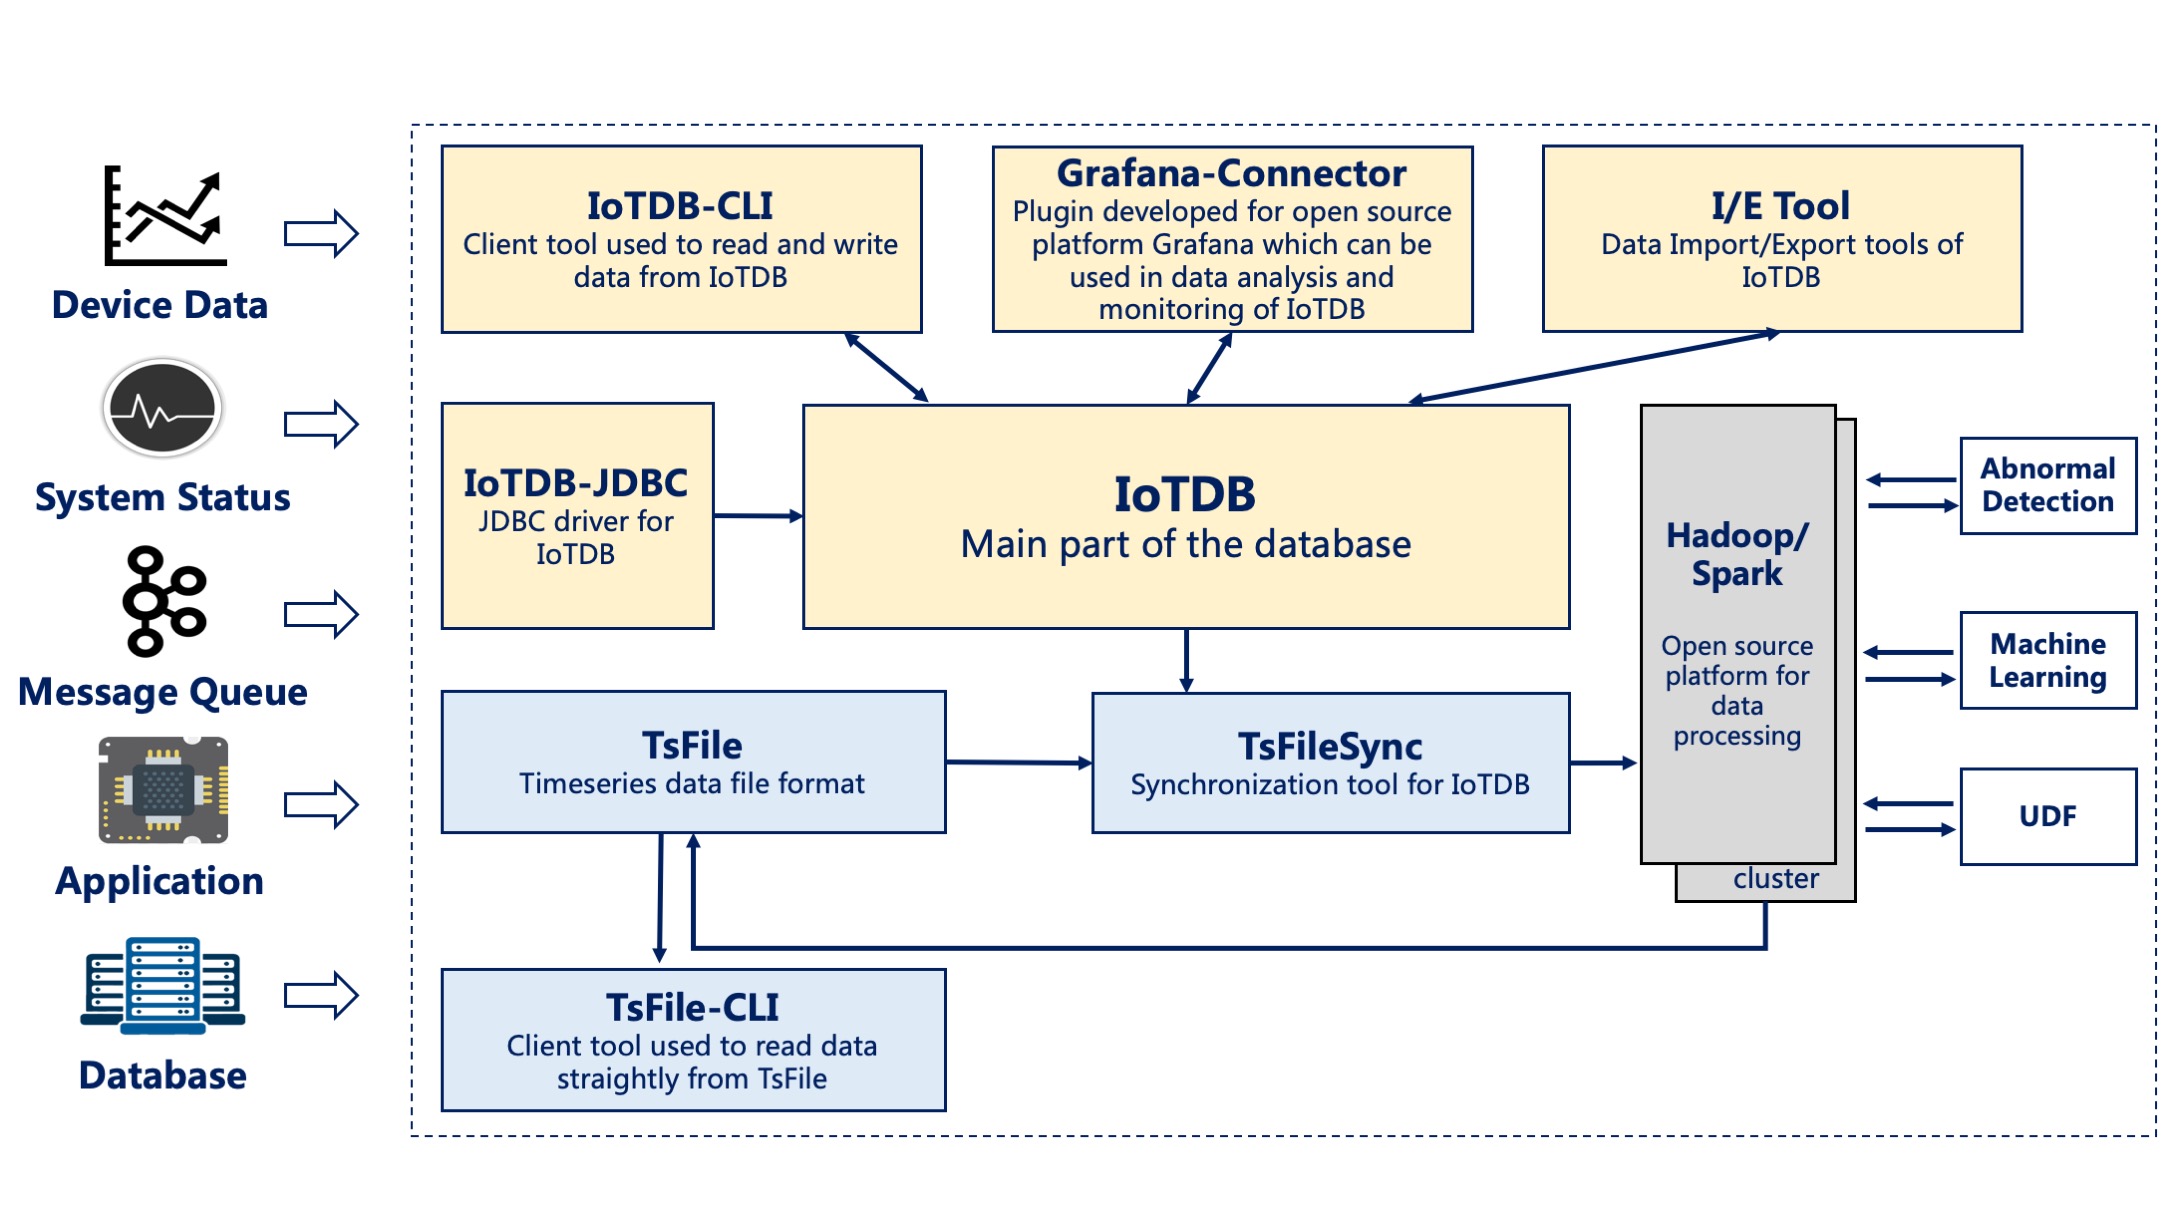 Device Data
System Status
Message Queue
Application
Database
IoTDB-CLI
Client tool used to read and write
data from IoTDB
Grafana-Connector
Plugin developed for open source
platform Grafana which can be
used in data analysis and
monitoring of IoTDB
I/E Tool
Data Import/Export tools of
IoTDB
IoTDB-JDBC
JDBC driver for
IoTDB
IoTDB
Main part of the database
Hadoop/
Spark
Open source
platform for
data
processing
cluster
Abnormal
Detection
Machine
Learning
UDF
TsFile
Timeseries data file format
TsFileSync
Synchronization tool for IoTDB
TsFile-CLI
Client tool used to read data
straightly from TsFile